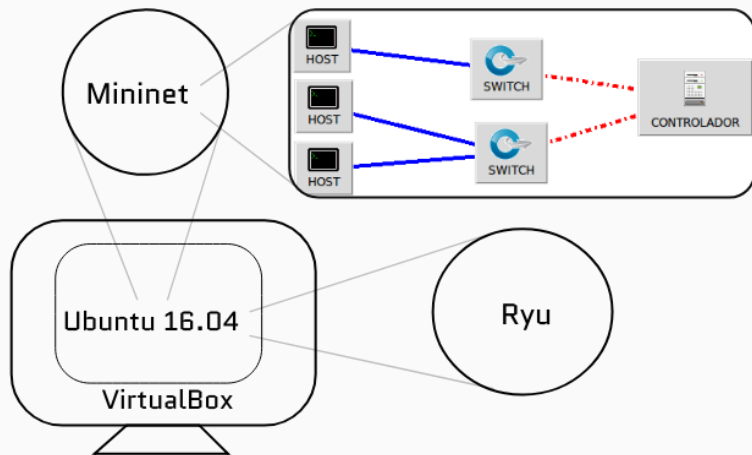 Mininet
HOST
HOST
HOST
SWITCH
SWITCH
CONTROLADOR
Ubuntu 16.04
VirtualBox
Ryu